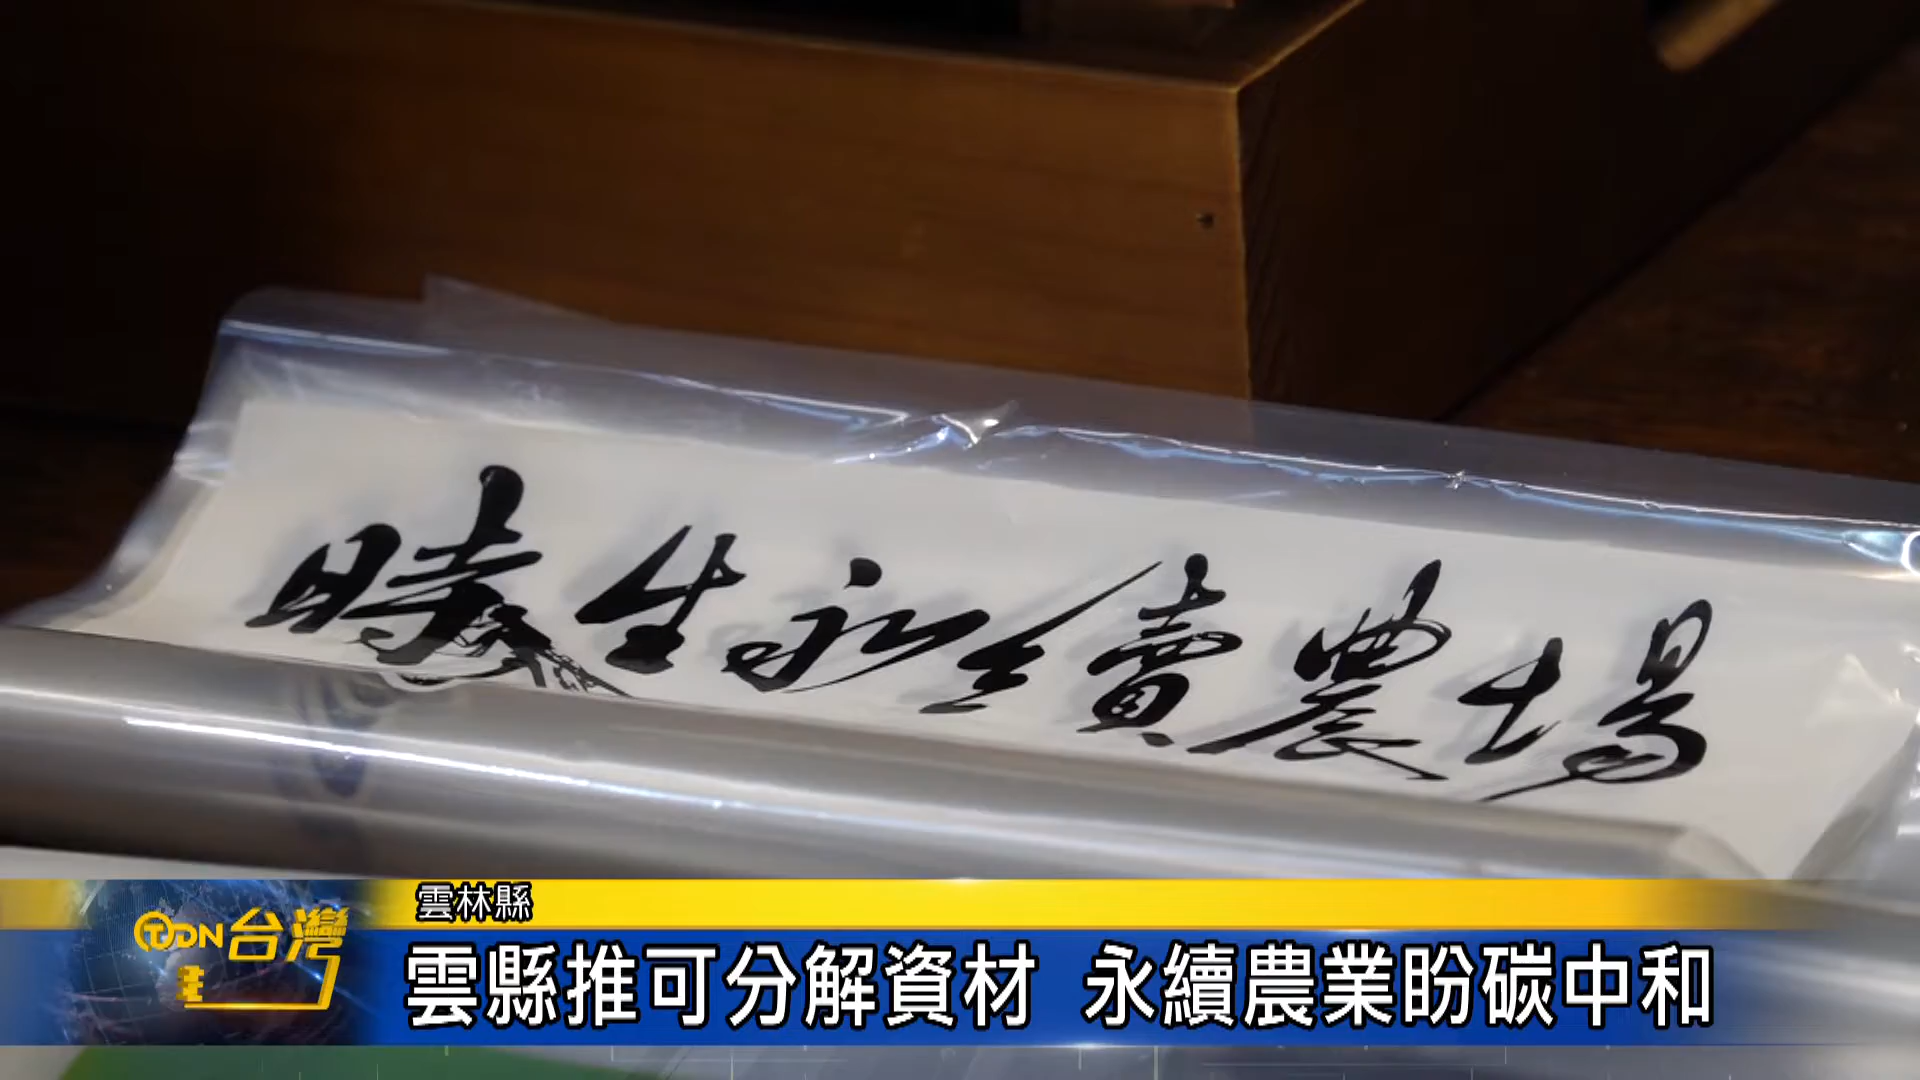 時生永續農場
雲林縣
TDN台灣
雲縣推可分解資材 永續農業盼碳中和